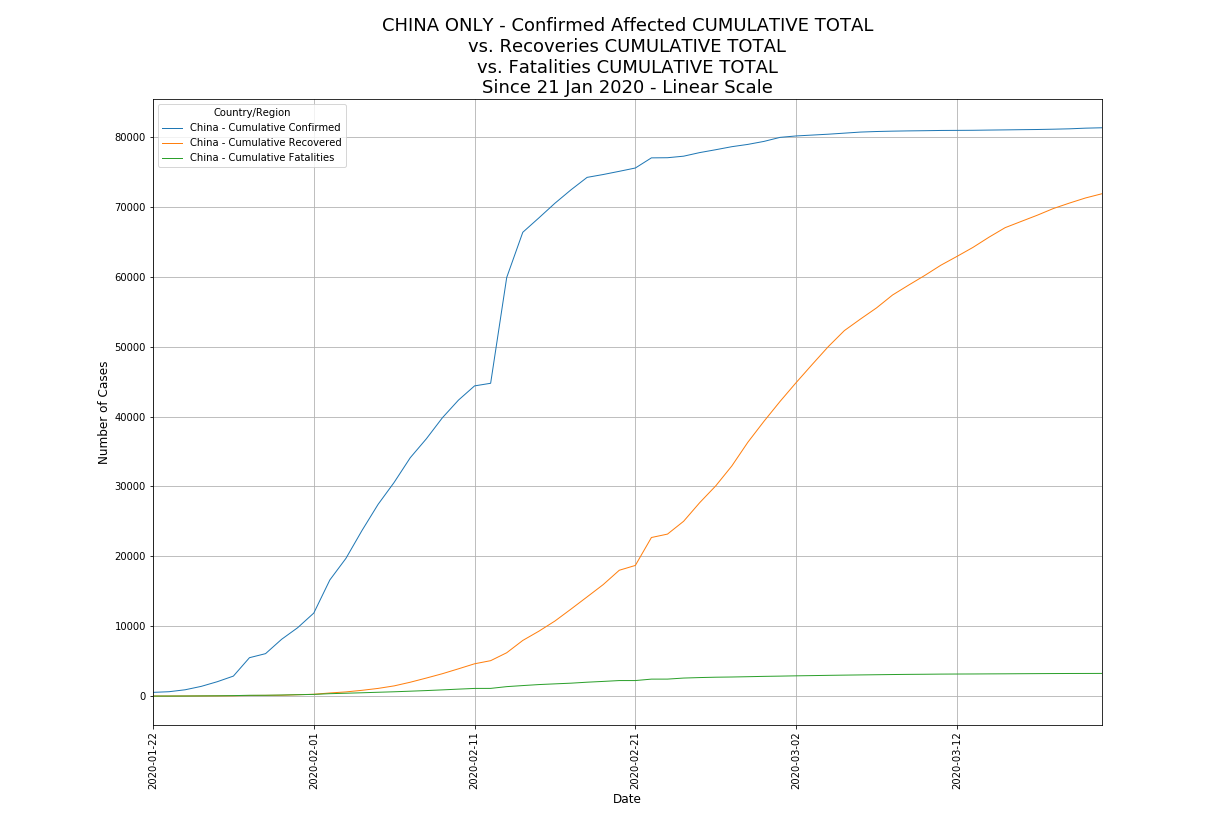 CHINA ONLY - Confirmed Affected CUMULATIVE TOTAL
vs. Recoveries CUMULATIVE TOTAL
vs. Fatalities CUMULATIVE TOTAL
Since 21 Jan 2020 - Linear Scale
Country/Region
China - Cumulative Confirmed
China - Cumulative Recovered
China - Cumulative Fatalities
80000
70000
60000
50000
40000
30000
20000
10000
0
Number of Cases
2020-01-22
2020-02-01
2020-02-11
2020-02-21
2020-03-02
2020-03-12
Date